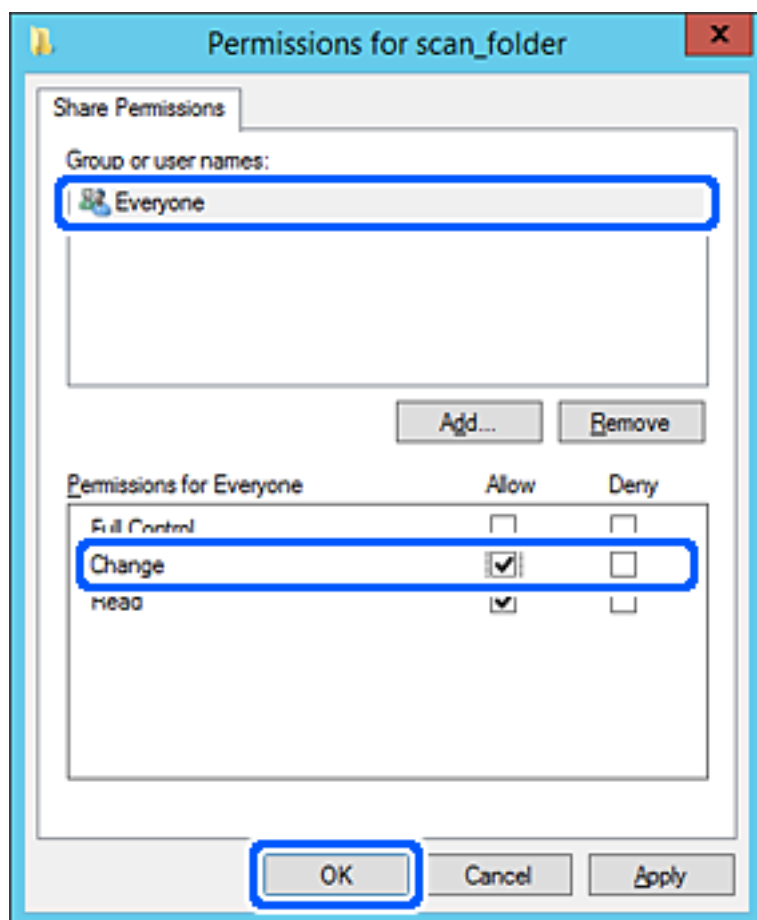 Permissions for scan_folder
Share Permissions
Group or user names:
Everyone
Add... Remove
Permissions for Everyone Allow Deny
Full Control
Change
Read
OK Cancel Apply